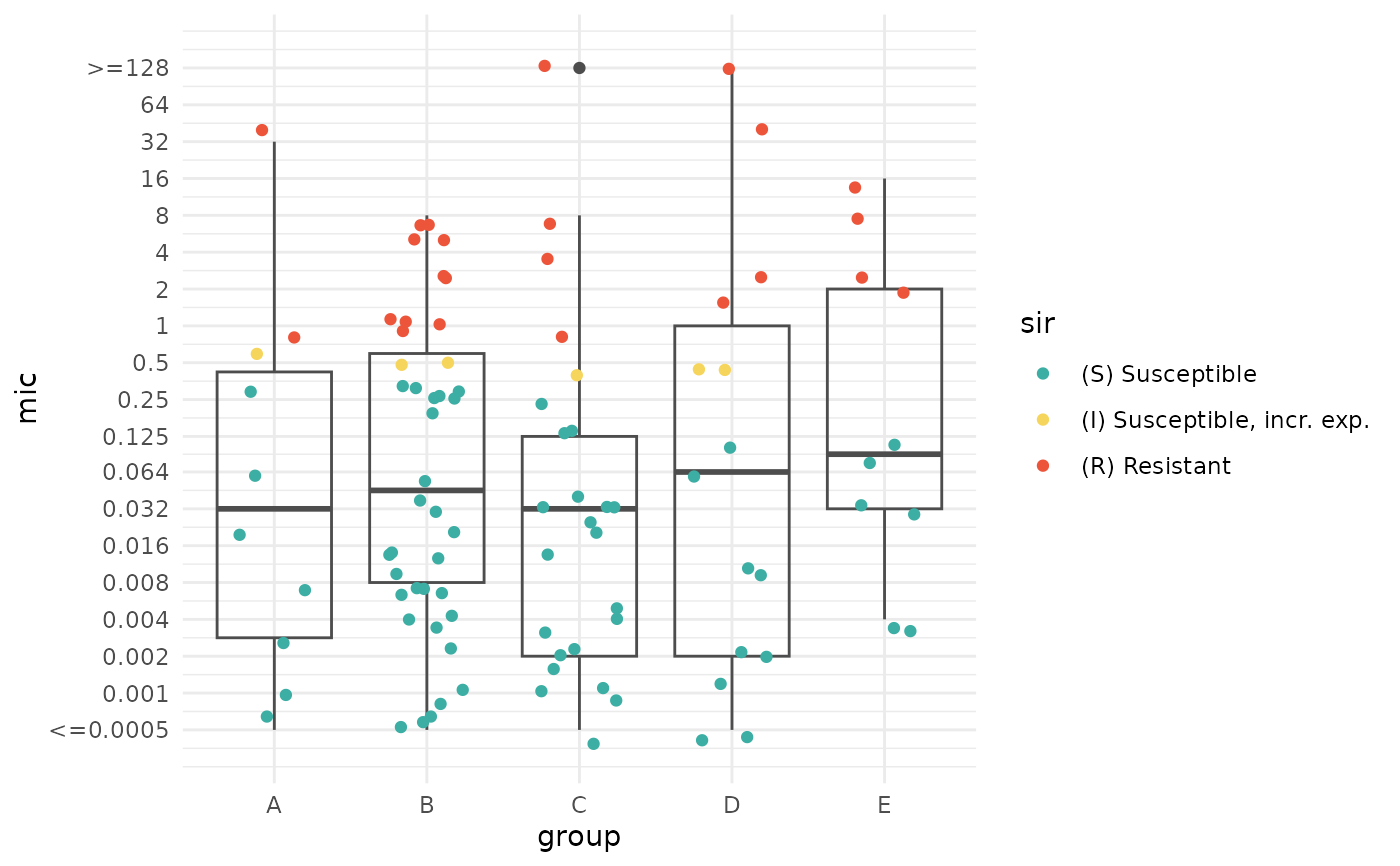 >=128
64
32
16
8
4
2
1
0.5
0.25
0.125
0.064
0.032
0.016
0.008
0.004
0.002
0.001
<=0.0005
mic
A B C D E
group
sir
(S) Susceptible
(I) Susceptible, incr. exp.
(R) Resistant